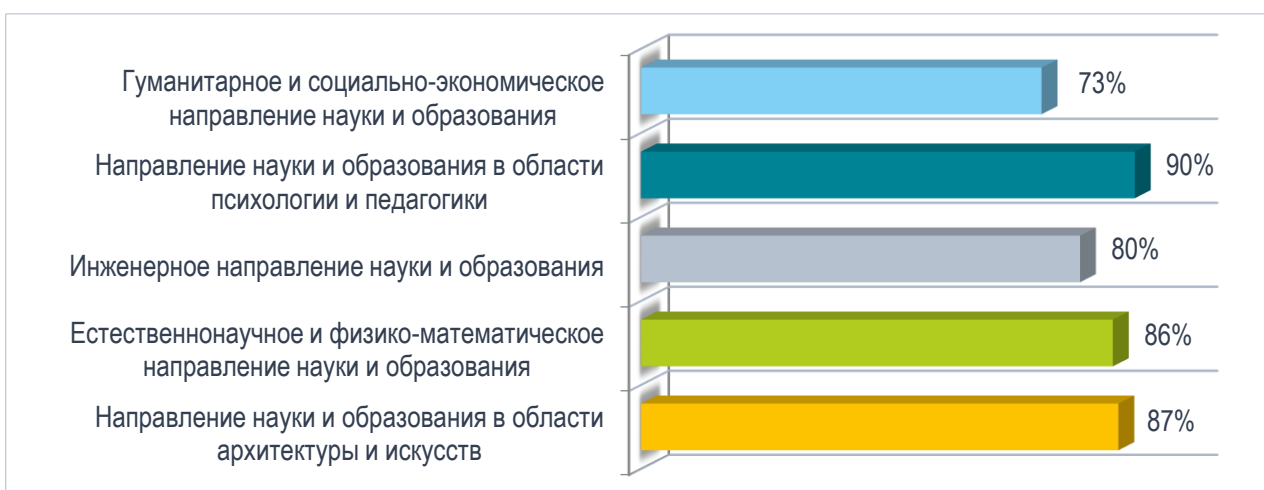 Гуманитарное и социально-экономическое
направление науки и образования
73%
Направление науки и образования в области
психологии и педагогики
90%
Инженерное направление науки и образования
80%
Естественнонаучное и физико-математическое
направление науки и образования
86%
Направление науки и образования в области
архитектуры и искусств
87%